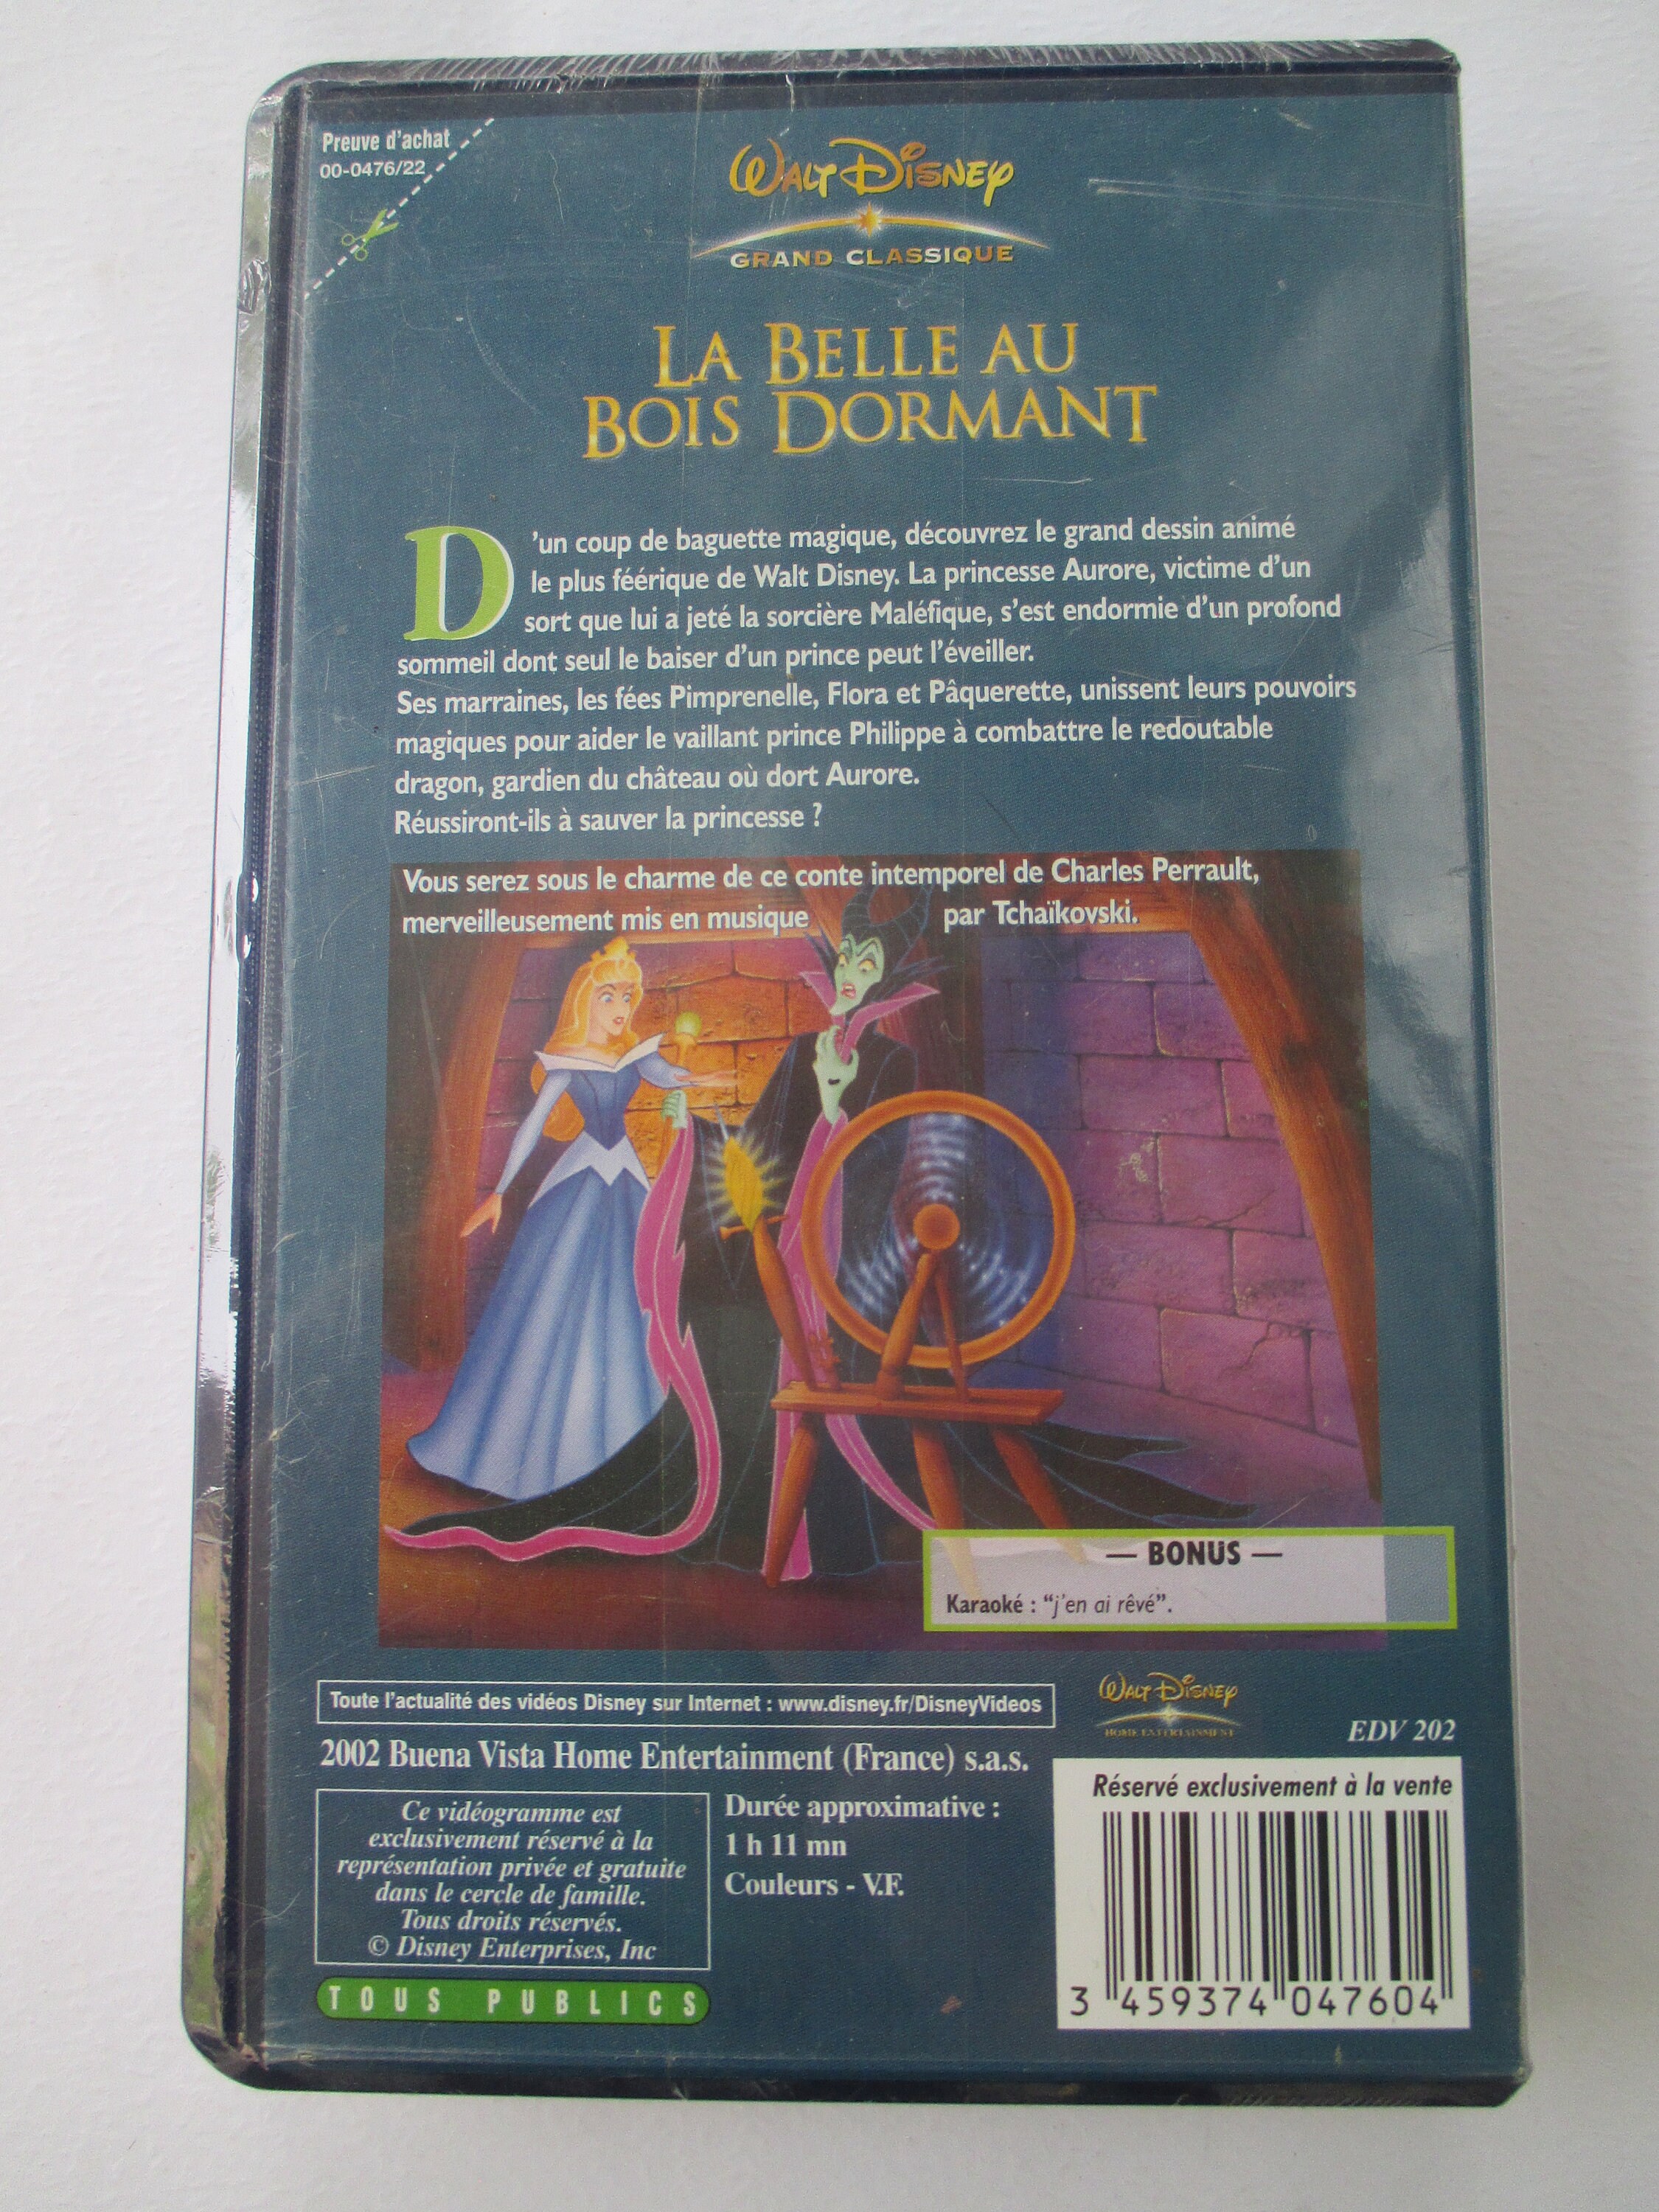 Preuve d'achat
00-0476/22
WALT DISNEY
GRAND CLASSIQUE
LA BELLE AU
BOIS DORMANT
D'un coup de baguette magique, découvrez le grand dessin animé
le plus féérique de Walt Disney. La princesse Aurore, victime d'un
sort que lui a jeté la sorcière Maléfique, s'est endormie d'un profond
sommeil dont seul le baiser d'un prince peut l'éveiller.
Ses marraines, les fées Pimprenelle, Flora et Pâquerette, unissent leurs pouvoirs
magiques pour aider le vaillant prince Philippe à combattre le redoutable
dragon, gardien du château où dort Aurore.
Réussiront-ils à sauver la princesse ?
Vous serez sous le charme de ce conte intemporel de Charles Perrault,
merveilleusement mis en musique par Tchaïkovski.
— BONUS —
Karaoké : “j'en ai rêvé”.
Toute l'actualité des vidéos Disney sur Internet : www.disney.fr/DisneyVideos
WALT DISNEY
HOME ENTERTAINMENT
EDV 202
2002 Buena Vista Home Entertainment (France) s.a.s.
Ce vidéogramme est
exclusivement réservé à la
représentation privée et gratuite
dans le cercle de famille.
Tous droits réservés.
© Disney Enterprises, Inc
TOUS PUBLICS
Durée approximative :
1 h 11 mn
Couleurs - V.F.
Réservé exclusivement à la vente
3 459374 047604